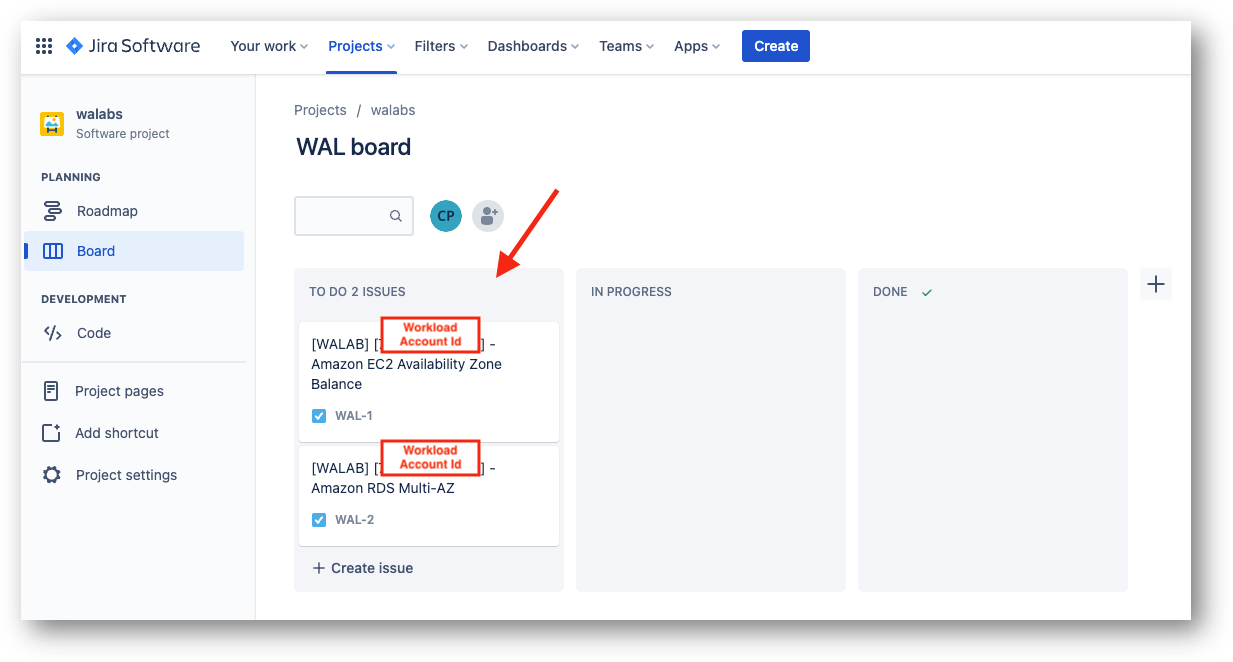 Jira Software
Your work
Projects
Filters
Dashboards
Teams
Apps
Create
walabs
Software project
PLANNING
Roadmap
Board
DEVELOPMENT
Code
Project pages
Add shortcut
Project settings
Projects / walabs
WAL board
CP
TO DO 2 ISSUES
Workload
Account Id
[WALAB] [ ] -
Amazon EC2 Availability Zone
Balance
WAL-1
Workload
Account Id
[WALAB] [ ] -
Amazon RDS Multi-AZ
WAL-2
+ Create issue
IN PROGRESS
DONE